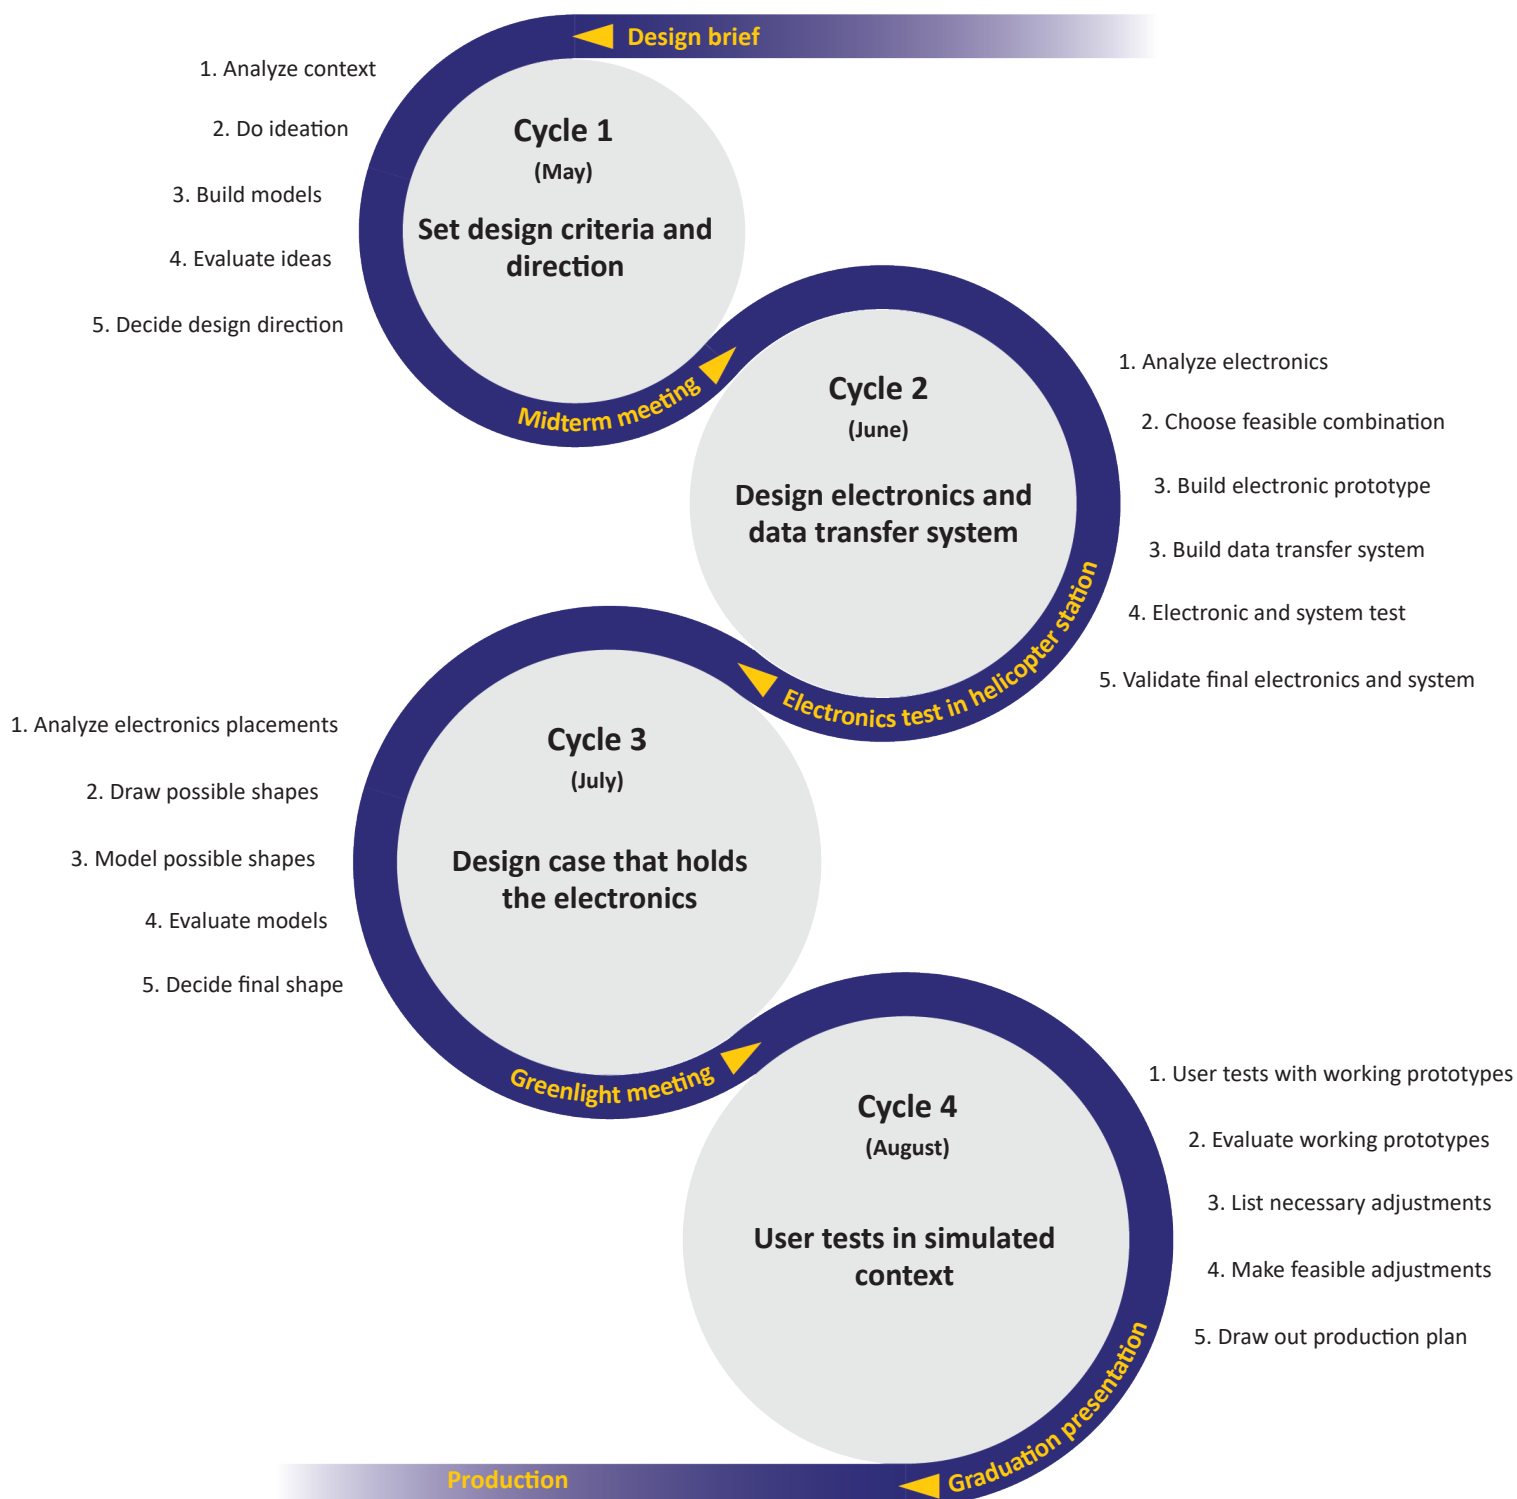 Design brief
1. Analyze context
2. Do ideation
3. Build models
4. Evaluate ideas
5. Decide design direction
Cycle 1
(May)
Set design criteria and
direction
Midterm meeting
Cycle 2
(June)
Design electronics and
data transfer system
1. Analyze electronics
2. Choose feasible combination
3. Build electronic prototype
3. Build data transfer system
4. Electronic and system test
5. Validate final electronics and system
Electronics test in helicopter station
1. Analyze electronics placements
2. Draw possible shapes
3. Model possible shapes
4. Evaluate models
5. Decide final shape
Cycle 3
(July)
Design case that holds
the electronics
Greenlight meeting
Cycle 4
(August)
User tests in simulated
context
1. User tests with working prototypes
2. Evaluate working prototypes
3. List necessary adjustments
4. Make feasible adjustments
5. Draw out production plan
Graduation presentation
Production